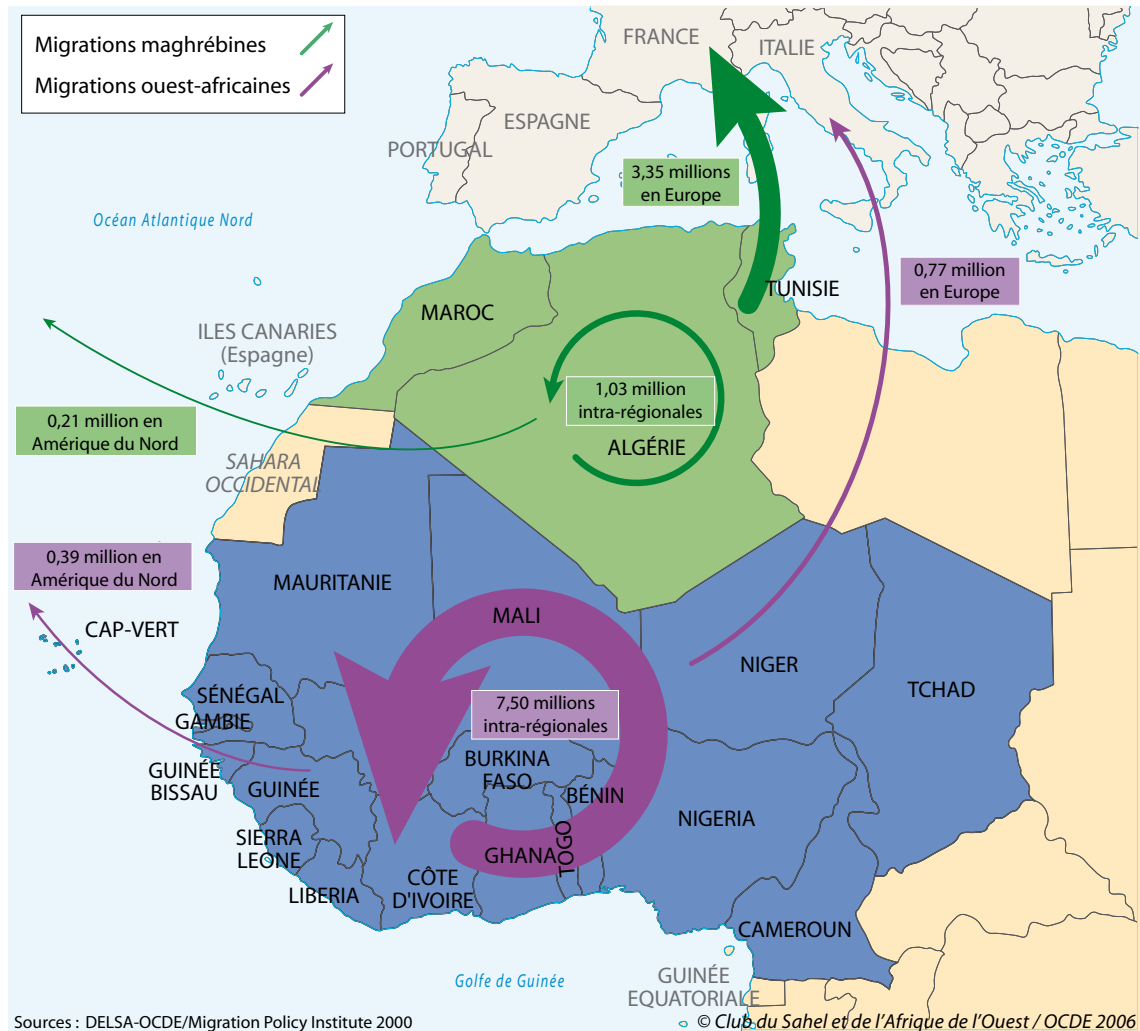 Migrations maghrébines
Migrations ouest-africaines
FRANCE
ITALIE
ESPAGNE
PORTUGAL
3,35 millions
en Europe
Océan Atlantique Nord
0,77 million
en Europe
TUNISIE
MAROC
ILES CANARIES
(Espagne)
1,03 million
intra-régionales
0,21 million en
Amérique du Nord
ALGÉRIE
SAHARA
OCCIDENTAL
0,39 million en
Amérique du Nord
MAURITANIE
MALI
CAP-VERT
NIGER
TCHAD
SÉNÉGAL
GAMBIE
7,50 millions
intra-régionales
BURKINA
FASO
GUINÉE
BISSAU
GUINÉE
BÉNIN
NIGERIA
SIERRA
LEONE
GHANA
TOGO
LIBERIA
CÔTE
D'IVOIRE
CAMEROUN
Golfe de Guinée
GUINÉE
EQUATORIALE
Sources : DELSA-OCDE/Migration Policy Institute 2000
© Club du Sahel et de l'Afrique de l'Ouest / OCDE 2006